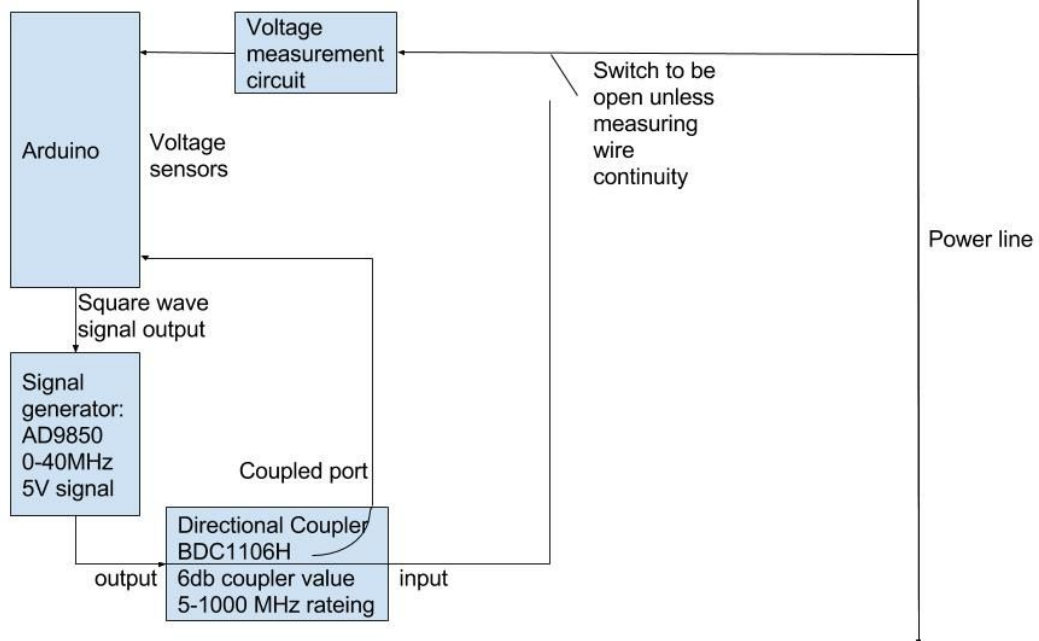 Voltage
measurement
circuit
Switch to be
open unless
measuring
wire
continuity
Arduino
Voltage
sensors
Power line
Square wave
signal output
Signal
generator:
AD9850
0-40MHz
5V signal
Coupled port
Directional Coupler
BDC1106H
6db coupler value
5-1000 MHz rateing
output
input